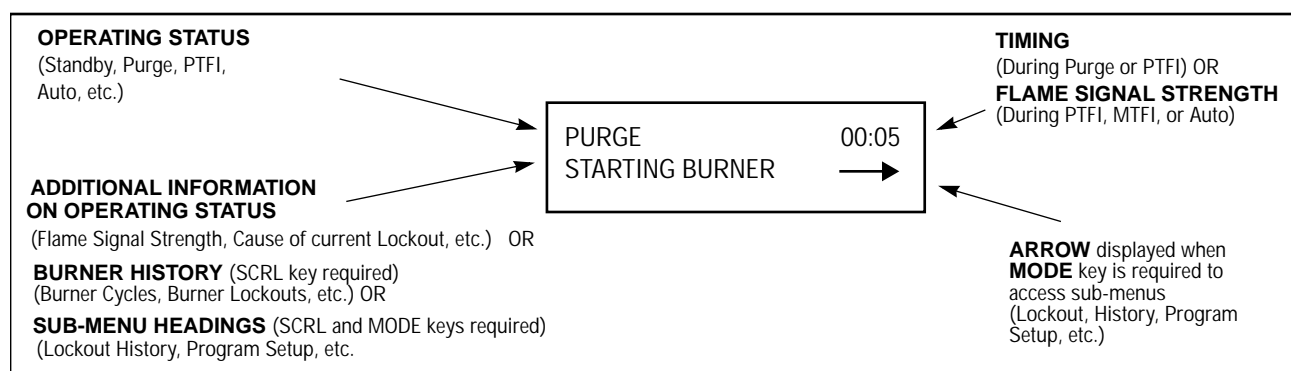 OPERATING STATUS
(Standby, Purge, PTFI,
Auto, etc.)
ADDITIONAL INFORMATION
ON OPERATING STATUS
(Flame Signal Strength, Cause of current Lockout, etc.) OR
BURNER HISTORY (SCRL key required)
(Burner Cycles, Burner Lockouts, etc.) OR
SUB-MENU HEADINGS (SCRL and MODE keys required)
(Lockout History, Program Setup, etc.
PURGE 00:05
STARTING BURNER
TIMING
(During Purge or PTFI) OR
FLAME SIGNAL STRENGTH
(During PTFI, MTFI, or Auto)
ARROW displayed when
MODE key is required to
access sub-menus
(Lockout, History, Program
Setup, etc.)